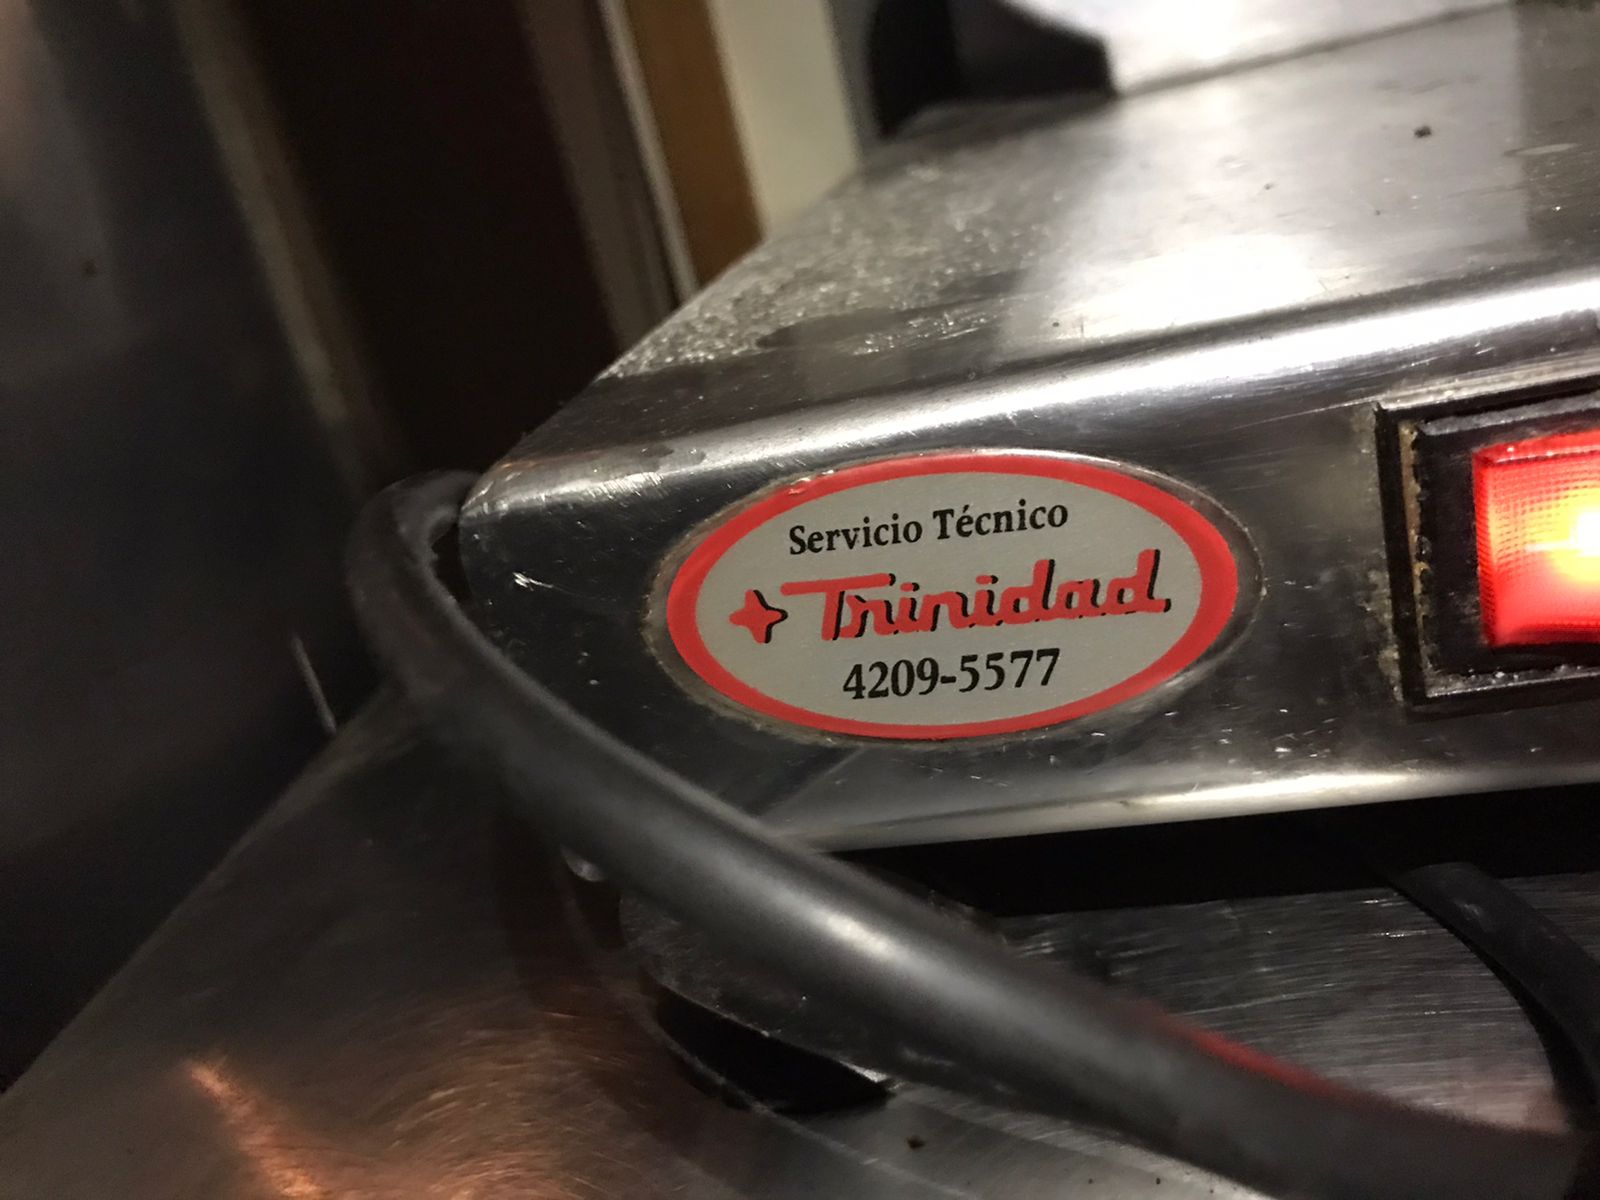 Servicio Técnico
Trinidad
4209-5577